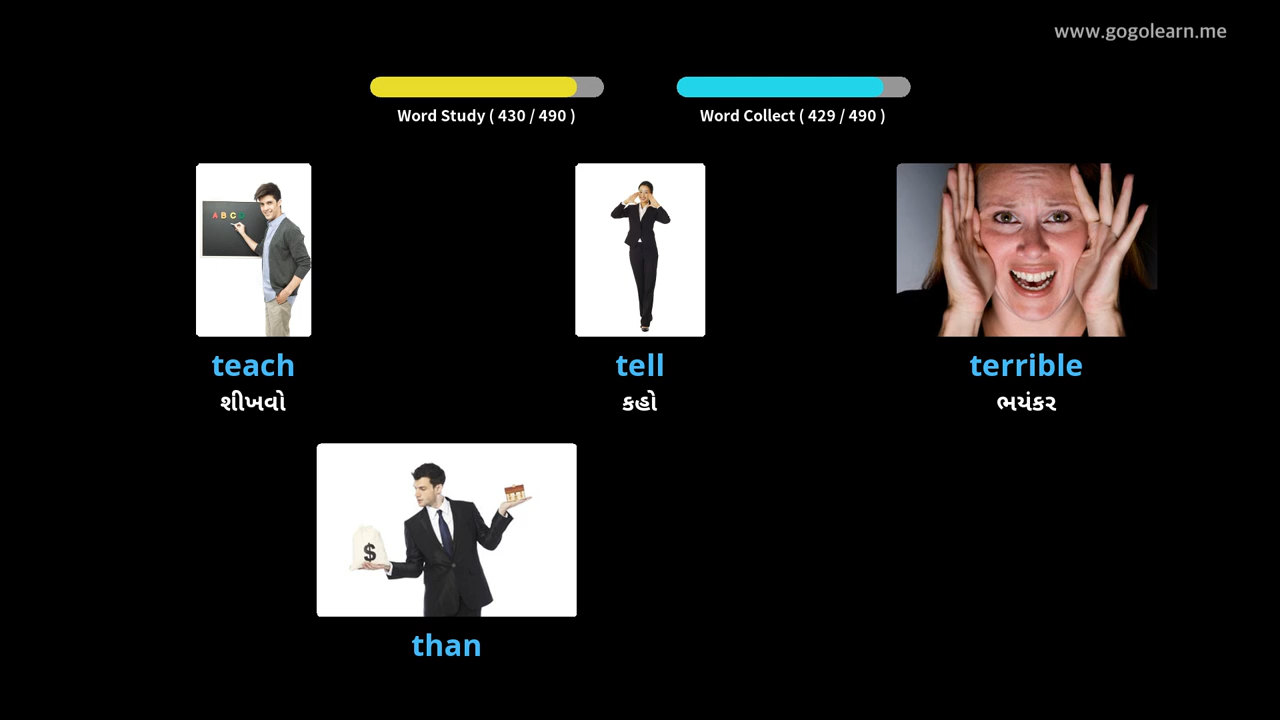 www.gogolearn.me
Word Study ( 430 / 490 )
Word Collect ( 429 / 490 )
A B C D
$
teach
tell
terrible
શીખવો
કહો
ભયંકર
than